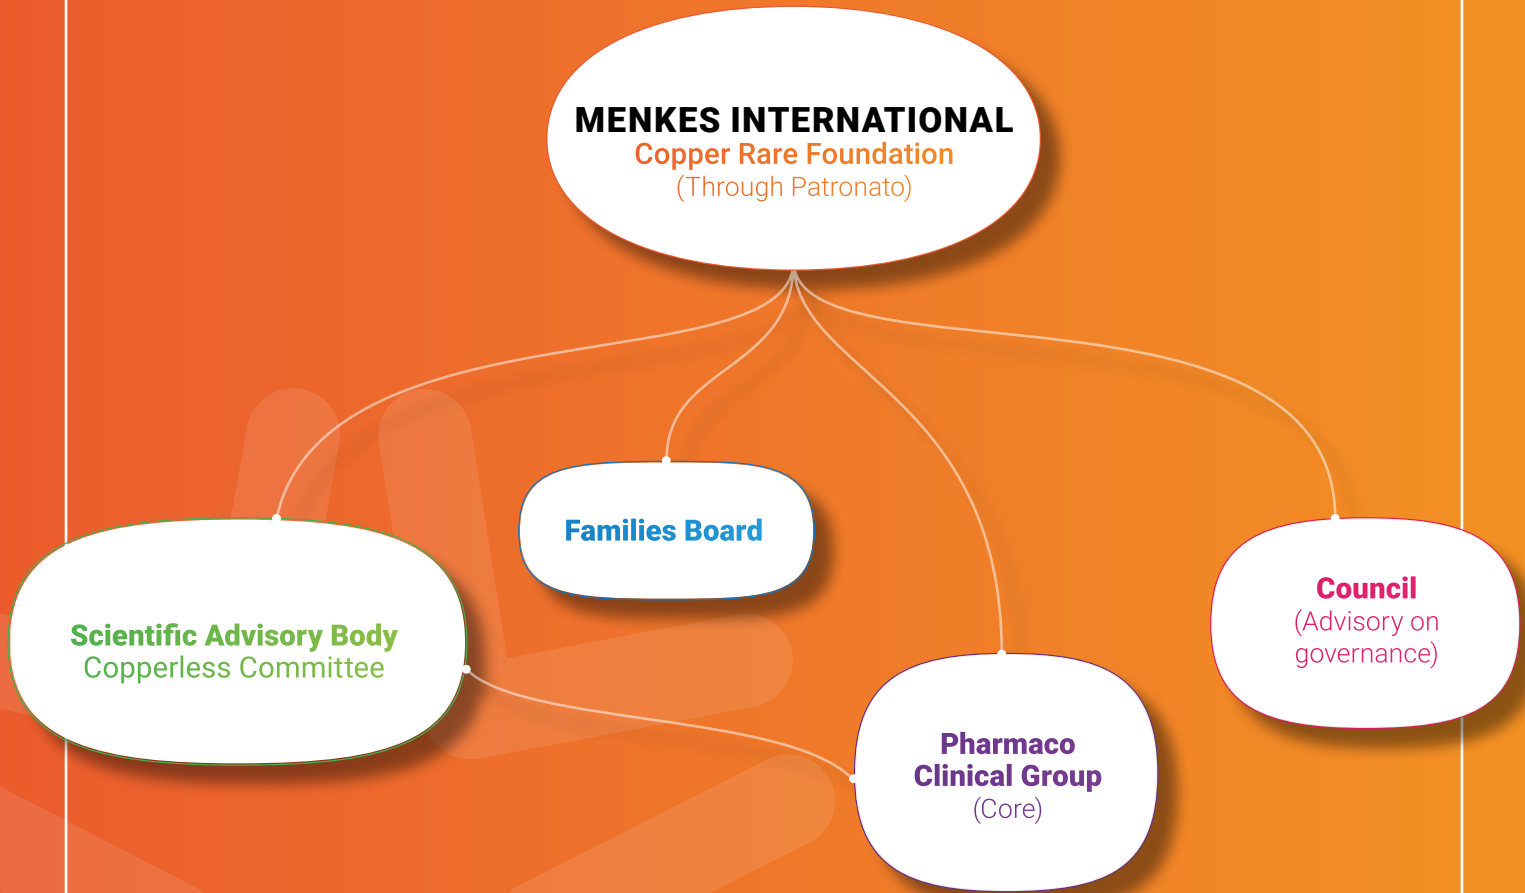 MENKES INTERNATIONAL
Copper Rare Foundation
(Through Patronato)
Families Board
Scientific Advisory Body
Copperless Committee
Council
(Advisory on
governance)
Pharmaco
Clinical Group
(Core)